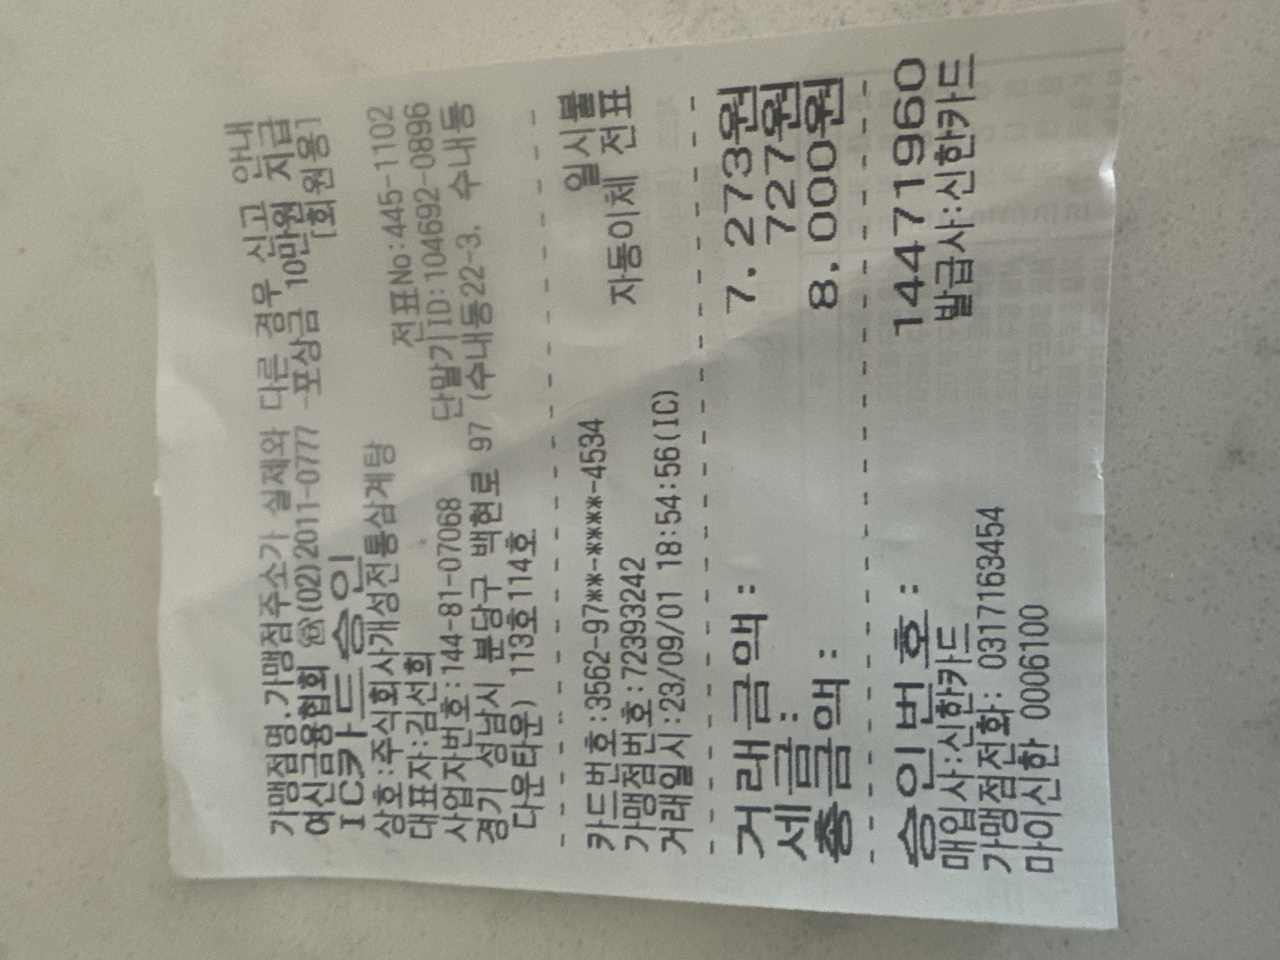 가맹점명.가맹점주소가 실제와 다른 경우 신고 안내
여신금융협회 ☎(02)2011-0777 -포상금 10만원 지급
IC카드승인 [회원용]
상호:주식회사개성전통삼계탕
대표자:김선희 전표No:445-1102
사업자번호:144-81-07068 단말기ID:104692-0896
경기 성남시 분당구 백현로 97 (수내동22-3. 수내동
다운타운) 113호114호
일시불
카드번호:3562-97**-****-4534
가맹점번호:72393242 자동이체 전표
거래일시:23/09/01 18:54:56(IC)
거래금액: 7.273원
세금: 727원
총금액: 8.000원
승인번호: 14471960
매입사:신한카드 발급사:신한카드
가맹점전화: 0317163454
마이신한 0006100